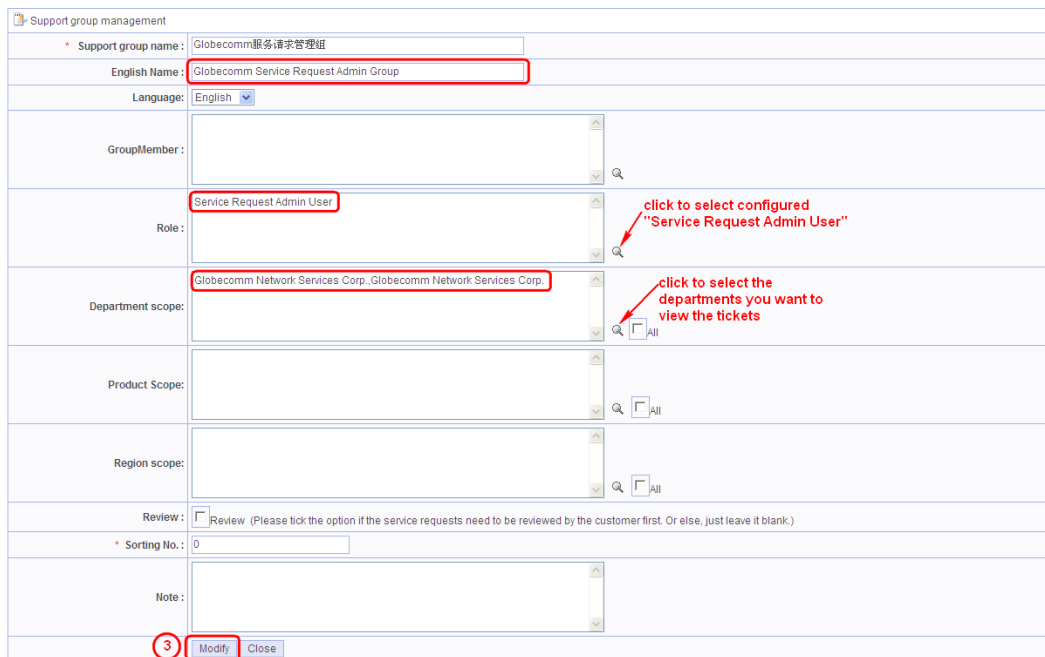 Support group management
* Support group name : Globecomm服务请求管理组
English Name : Globecomm Service Request Admin Group
Language: English
GroupMember :
Role : Service Request Admin User
click to select configured
"Service Request Admin User"
Department scope: Globecomm Network Services Corp.,Globecomm Network Services Corp.
All
click to select the
departments you want to
view the tickets
Product Scope:
All
Region scope:
All
Review : Review (Please tick the option if the service requests need to be reviewed by the customer first. Or else, just leave it blank.)
* Sorting No. : 0
Note :
3 Modify Close